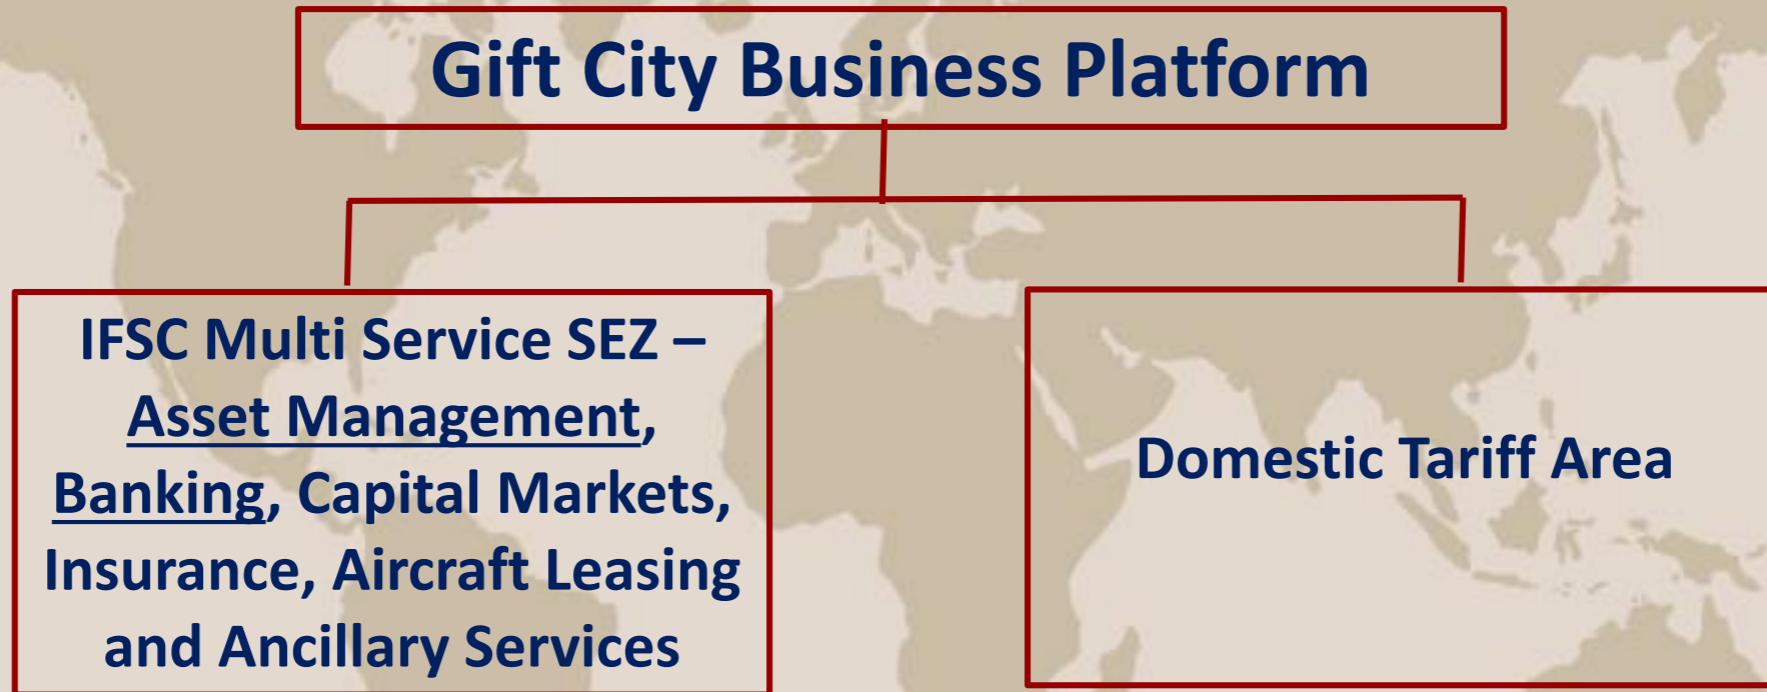 Gift City Business Platform
IFSC Multi Service SEZ –
Asset Management,
Banking, Capital Markets,
Insurance, Aircraft Leasing
and Ancillary Services
Domestic Tariff Area